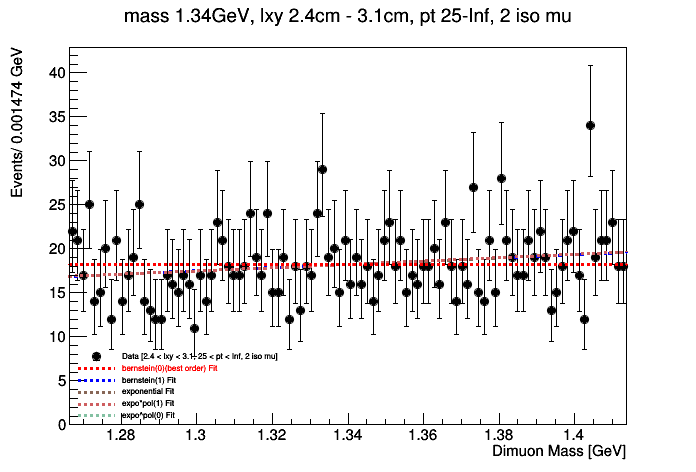 mass 1.34GeV, lxy 2.4cm - 3.1cm, pt 25-Inf, 2 iso mu
Events/ 0.001474 GeV
40
35
30
25
20
15
10
5
0
Data [2.4 < lxy < 3.1, 25 < pt < Inf, 2 iso mu]
bernstein(0)(best order) Fit
bernstein(1) Fit
exponential Fit
expo*pol(1) Fit
expo*pol(0) Fit
1.28 1.3 1.32 1.34 1.36 1.38 1.4
Dimuon Mass [GeV]